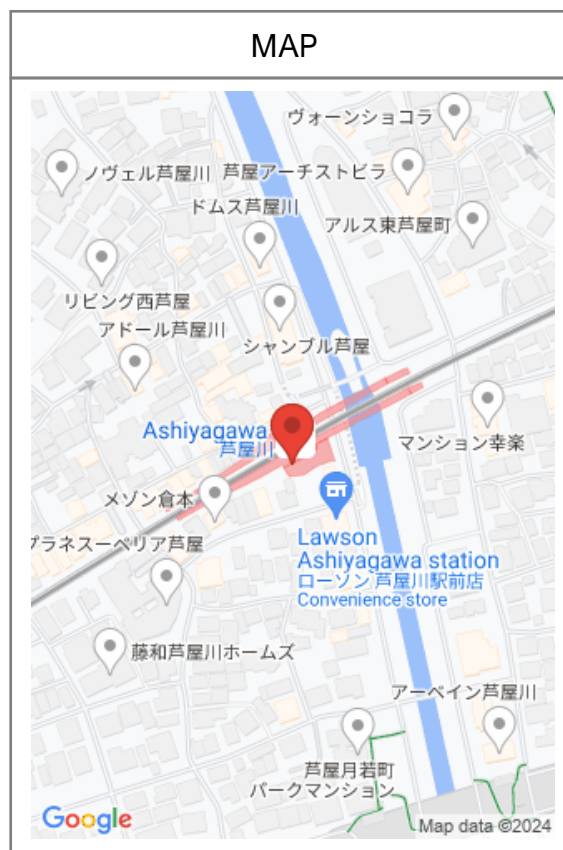 MAP
ヴォーンショコラ
ノヴェル芦屋川
芦屋アーチストビラ
ドムス芦屋川
アルス東芦屋町
リビング西芦屋
アドール芦屋川
シャンブル芦屋
Ashiyagawa
芦屋川
マンション幸楽
メゾン倉本
プラネスーペリア芦屋
Lawson
Ashiyagawa station
ローソン 芦屋川駅前店
Convenience store
藤和芦屋川ホームズ
アーベイン芦屋川
芦屋月若町
パークマンション
Google
Map data ©2024